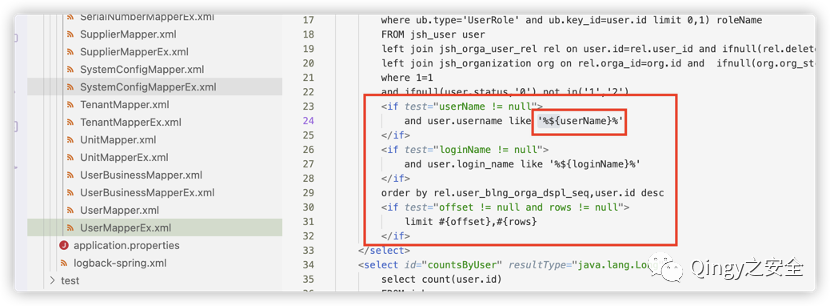 SerialNumberMapperEx.xml
SupplierMapper.xml
SupplierMapperEx.xml
SystemConfigMapper.xml
SystemConfigMapperEx.xml
TenantMapper.xml
TenantMapperEx.xml
UnitMapper.xml
UnitMapperEx.xml
UserBusinessMapper.xml
UserBusinessMapperEx.xml
UserMapper.xml
UserMapperEx.xml
application.properties
logback-spring.xml
test
17 where ub.type='UserRole' and ub.key_id=user.id limit 0,1) roleName
18 FROM jsh_user user
19 left join jsh_orga_user_rel rel on user.id=rel.user_id and ifnull(rel.delet
20 left join jsh_organization org on rel.orga_id=org.id and ifnull(org.org_st
21 where 1=1
22 and ifnull(user.status,'0') not in('1','2')
23 <if test="userName != null">
24 and user.username like '%${userName}%'
25 </if>
26 <if test="loginName != null">
27 and user.login_name like '%${loginName}%'
28 </if>
29 order by rel.user_blng_orga_dspl_seq,user.id desc
30 <if test="offset != null and rows != null">
31 limit #{offset},#{rows}
32 </if>
33 </select>
34 <select id="countsByUser" resultType="java.lang.Lo
35 select count(user.id)
Qingy之安全